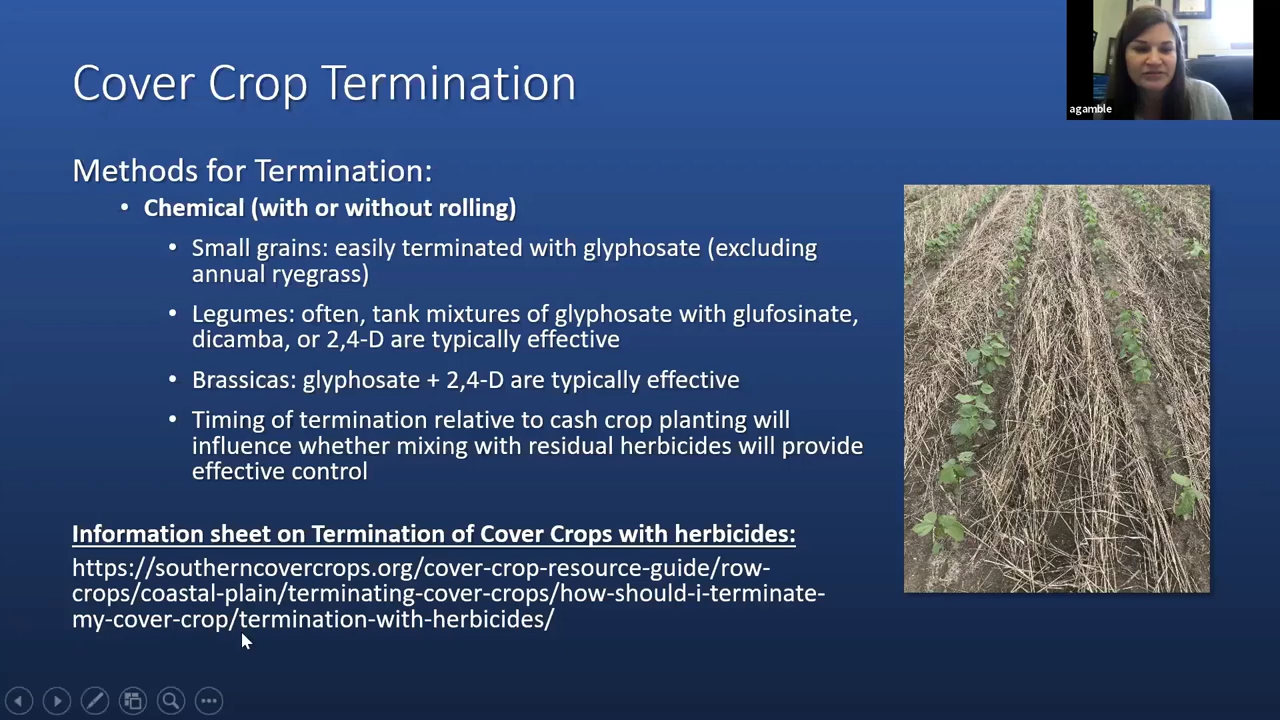 Cover Crop Termination
agamble
Methods for Termination:
• Chemical (with or without rolling)
• Small grains: easily terminated with glyphosate (excluding
annual ryegrass)
• Legumes: often, tank mixtures of glyphosate with glufosinate,
dicamba, or 2,4-D are typically effective
• Brassicas: glyphosate + 2,4-D are typically effective
• Timing of termination relative to cash crop planting will
influence whether mixing with residual herbicides will provide
effective control
Information sheet on Termination of Cover Crops with herbicides:
https://southerncovercrops.org/cover-crop-resource-guide/row-
crops/coastal-plain/terminating-cover-crops/how-should-i-terminate-
my-cover-crop/termination-with-herbicides/